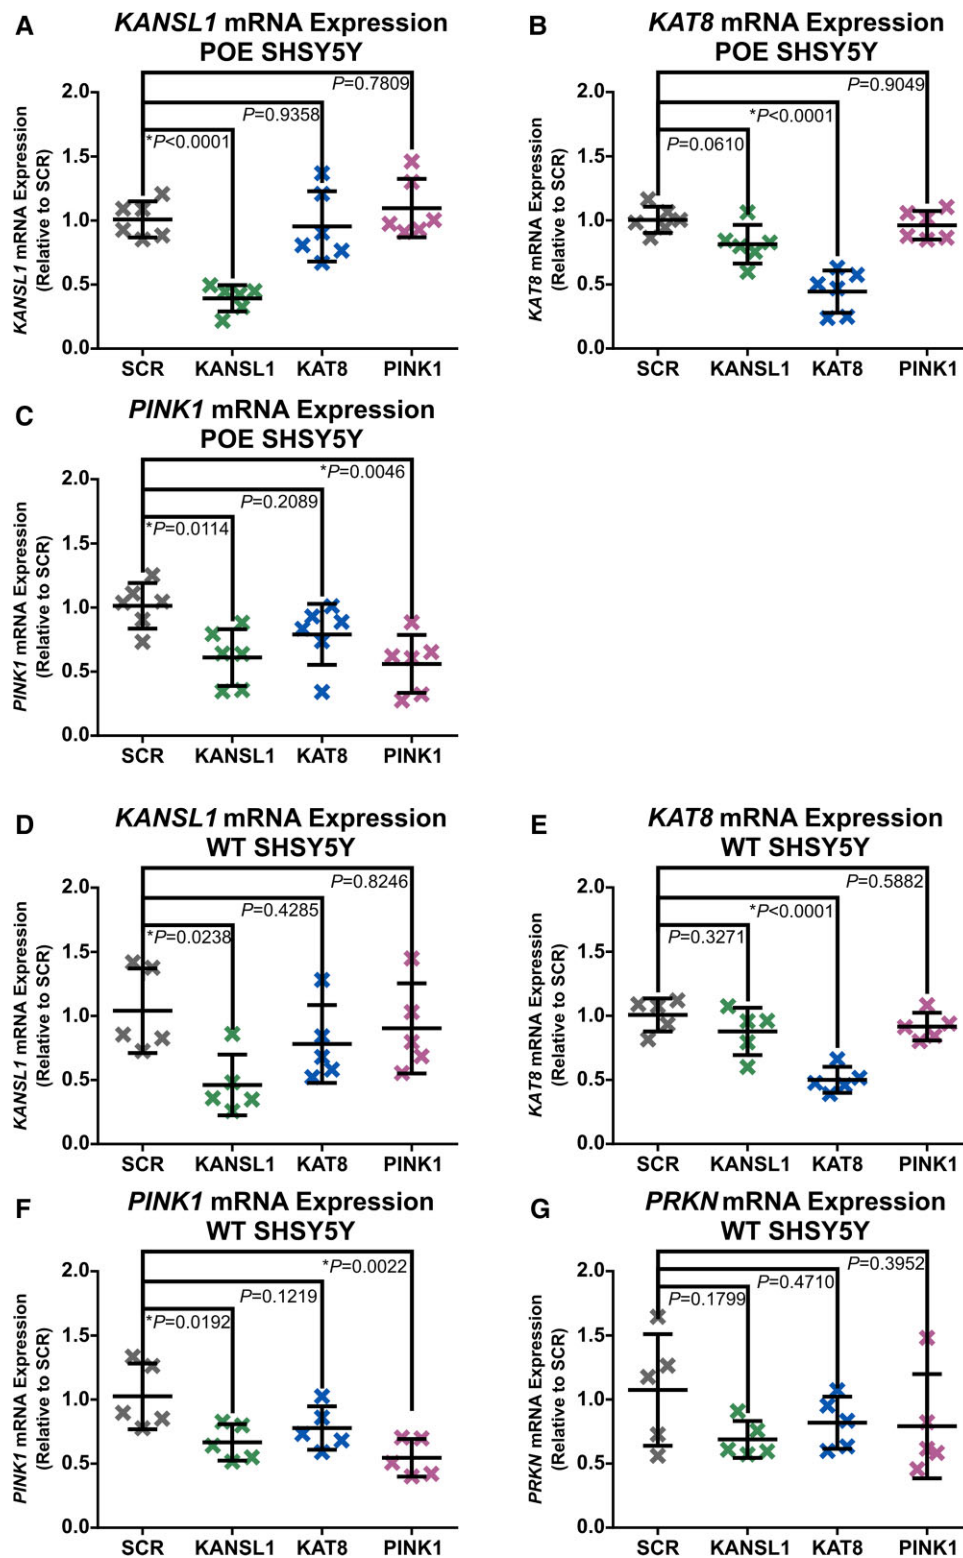 A
KANSL1 mRNA Expression
POE SHSY5Y
KANSL1 mRNA Expression
(Relative to SCR)
2.0
1.5
1.0
0.5
0.0
P=0.7809
P=0.9358
*P<0.0001
SCR KANSL1 KAT8 PINK1
B
KAT8 mRNA Expression
POE SHSY5Y
KAT8 mRNA Expression
(Relative to SCR)
2.0
1.5
1.0
0.5
0.0
P=0.9049
*P<0.0001
P=0.0610
SCR KANSL1 KAT8 PINK1
C
PINK1 mRNA Expression
POE SHSY5Y
PINK1 mRNA Expression
(Relative to SCR)
2.0
1.5
1.0
0.5
0.0
*P=0.0046
P=0.2089
*P=0.0114
SCR KANSL1 KAT8 PINK1
D
KANSL1 mRNA Expression
WT SHSY5Y
KANSL1 mRNA Expression
(Relative to SCR)
2.0
1.5
1.0
0.5
0.0
P=0.8246
P=0.4285
*P=0.0238
SCR KANSL1 KAT8 PINK1
E
KAT8 mRNA Expression
WT SHSY5Y
KAT8 mRNA Expression
(Relative to SCR)
2.0
1.5
1.0
0.5
0.0
P=0.5882
*P<0.0001
P=0.3271
SCR KANSL1 KAT8 PINK1
F
PINK1 mRNA Expression
WT SHSY5Y
PINK1 mRNA Expression
(Relative to SCR)
2.0
1.5
1.0
0.5
0.0
*P=0.0022
P=0.1219
*P=0.0192
SCR KANSL1 KAT8 PINK1
G
PRKN mRNA Expression
WT SHSY5Y
PRKN mRNA Expression
(Relative to SCR)
2.0
1.5
1.0
0.5
0.0
P=0.3952
P=0.4710
P=0.1799
SCR KANSL1 KAT8 PINK1